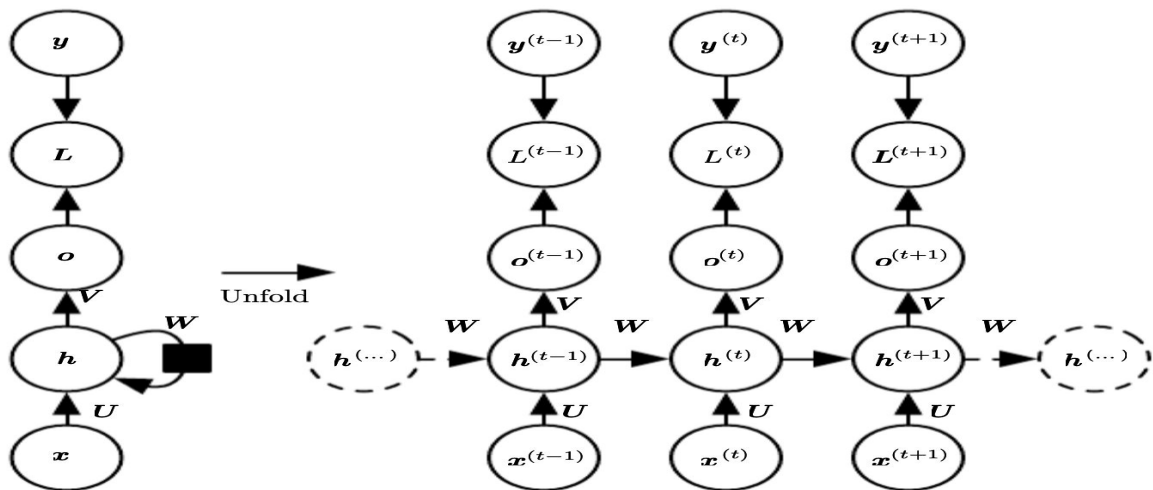 y y^(t−1) y^(t) y^(t+1)
L L^(t−1) L^(t) L^(t+1)
o o^(t−1) o^(t) o^(t+1)
Unfold
V V V V
W W W W W
h h^(...) h^(t−1) h^(t) h^(t+1) h^(...)
U U U U
x x^(t−1) x^(t) x^(t+1)